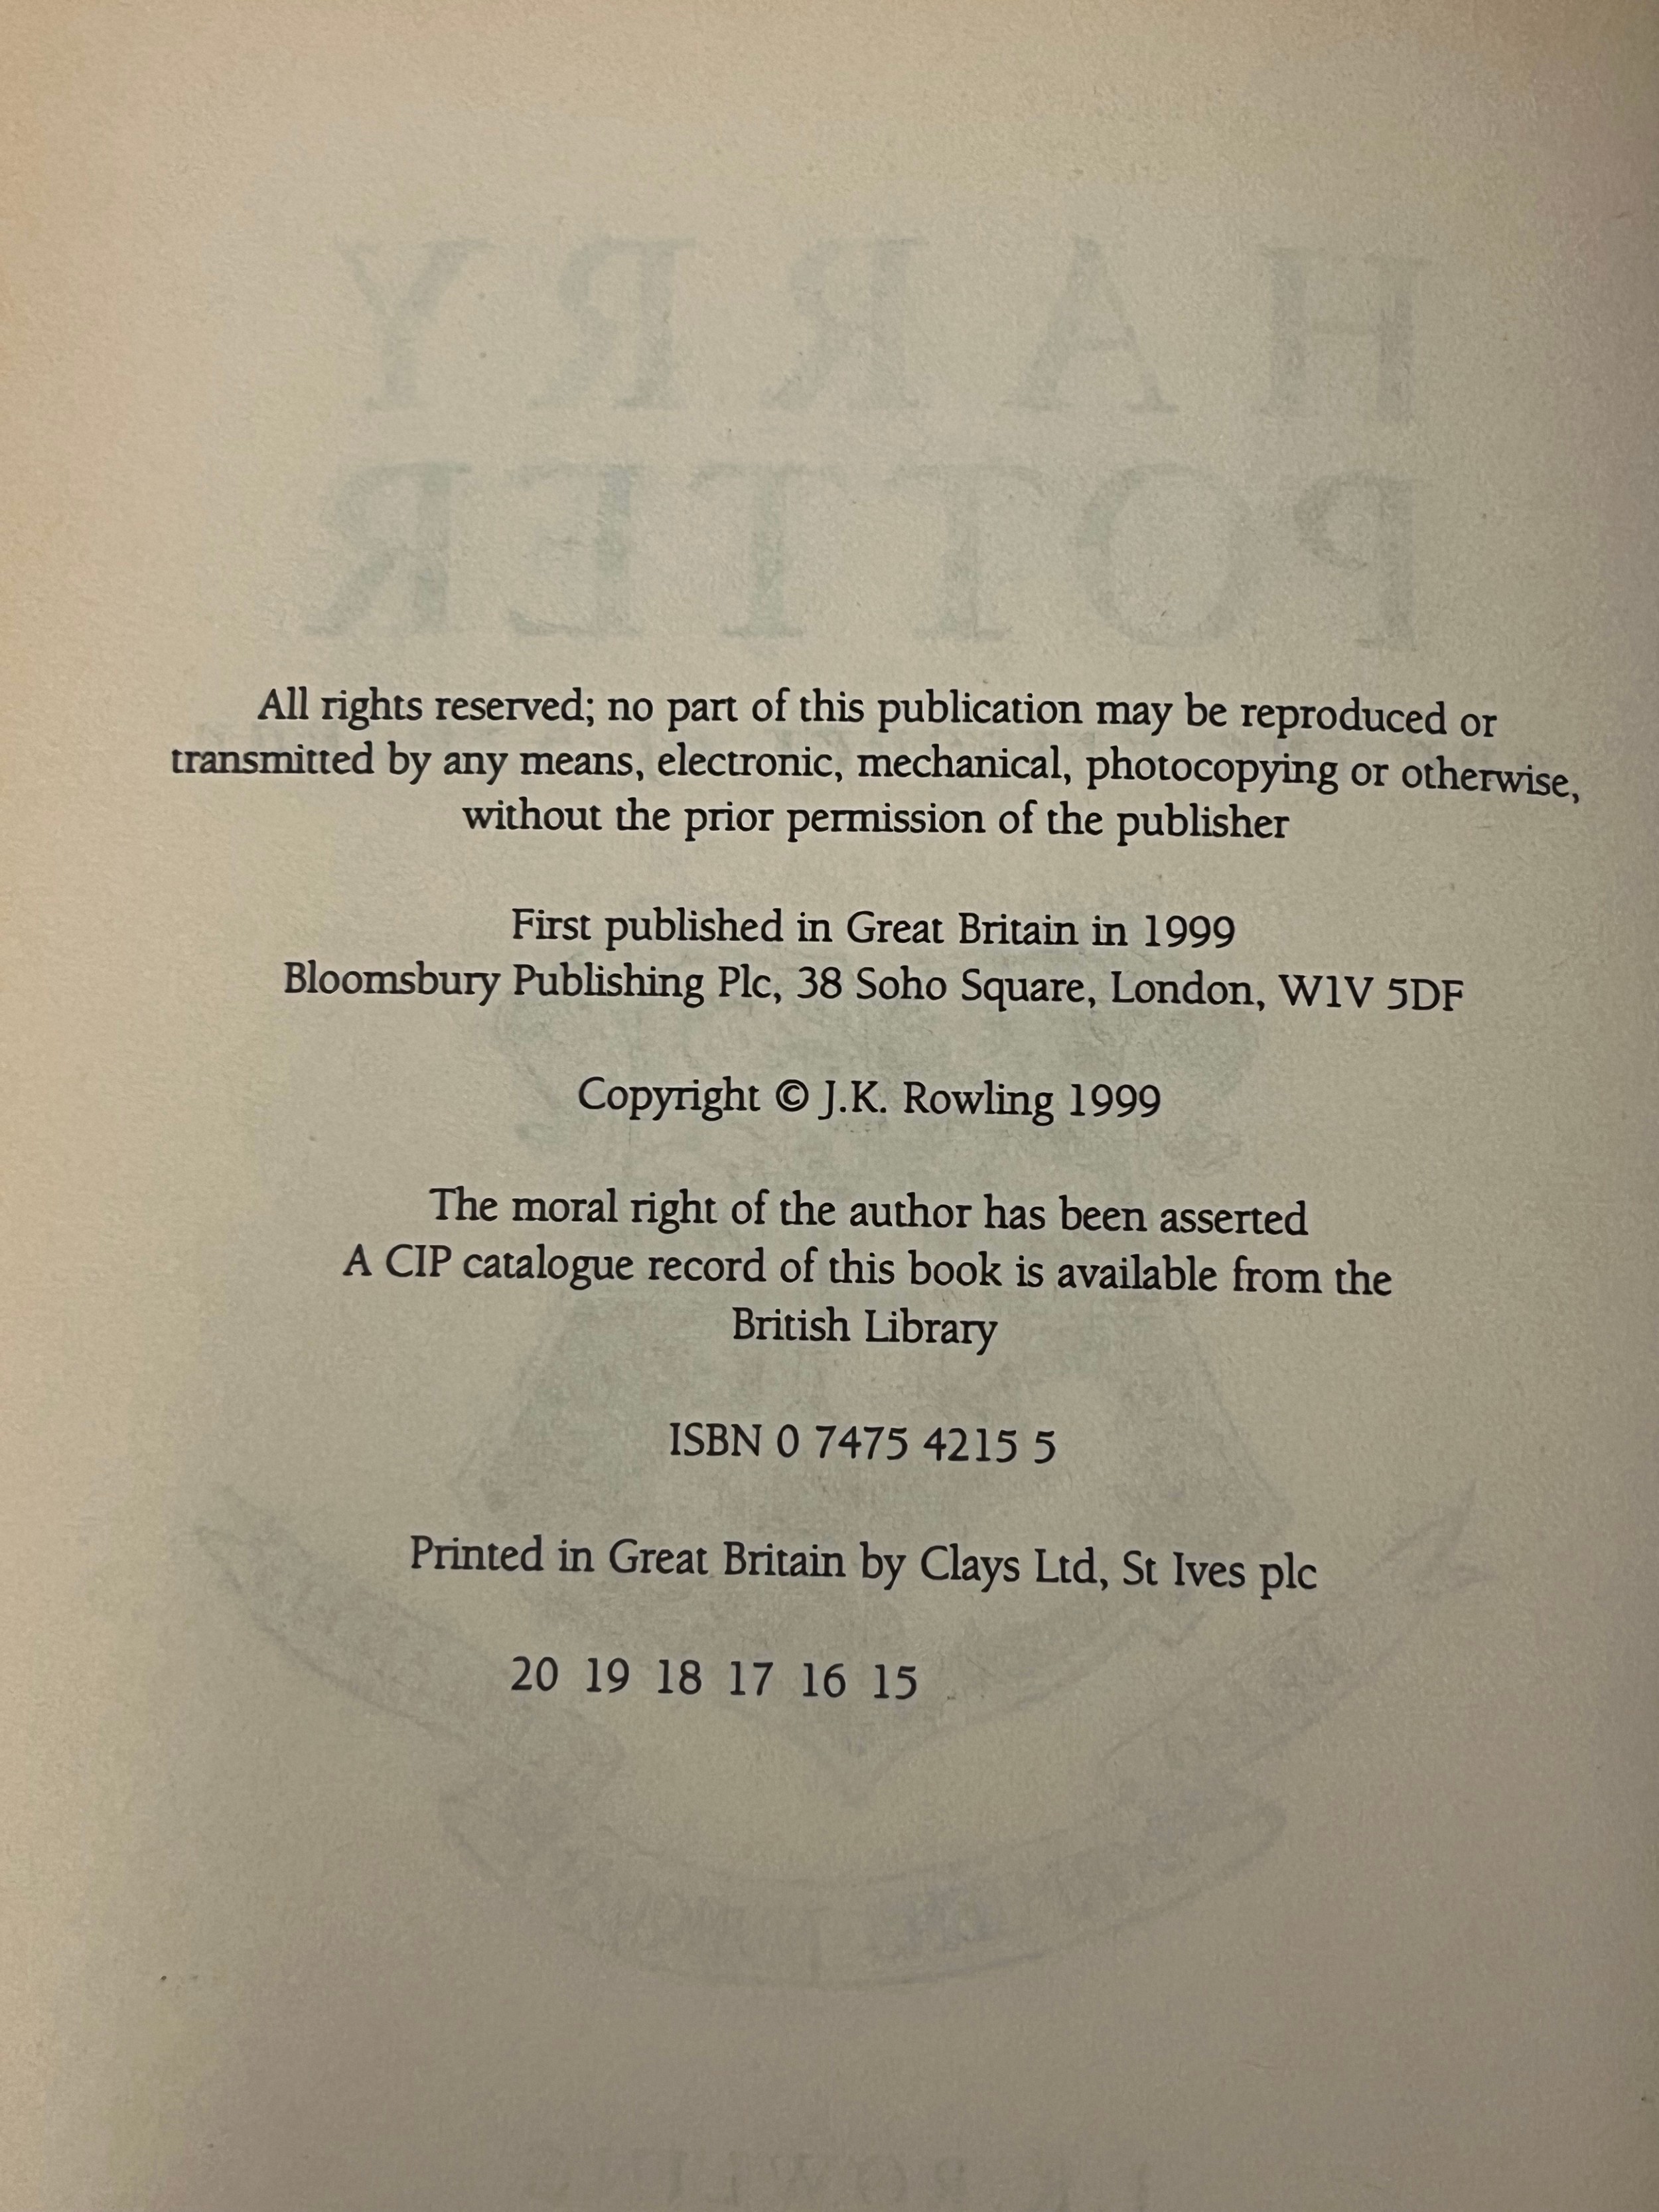 HARRY
POTTER
All rights reserved; no part of this publication may be reproduced or
transmitted by any means, electronic, mechanical, photocopying or otherwise,
without the prior permission of the publisher
First published in Great Britain in 1999
Bloomsbury Publishing Plc, 38 Soho Square, London, W1V 5DF
Copyright © J.K. Rowling 1999
The moral right of the author has been asserted
A CIP catalogue record of this book is available from the
British Library
ISBN 0 7475 4215 5
Printed in Great Britain by Clays Ltd, St Ives plc
20 19 18 17 16 15
J.K. ROWLING